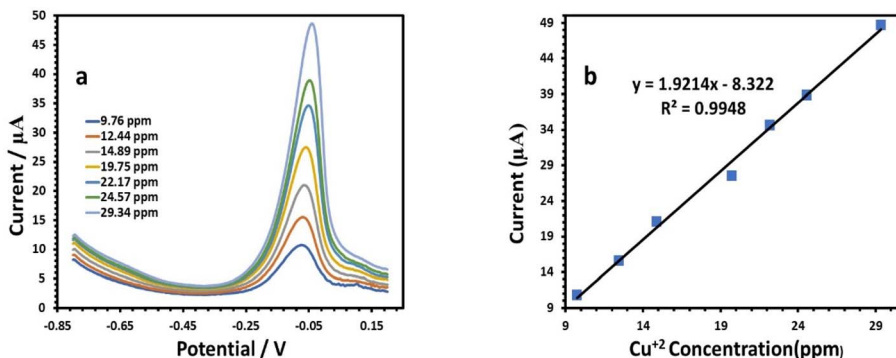 50
45
40
35
30
25
20
15
10
5
0
Current / µA
a
9.76 ppm
12.44 ppm
14.89 ppm
19.75 ppm
22.17 ppm
24.57 ppm
29.34 ppm
-0.85 -0.65 -0.45 -0.25 -0.05 0.15
Potential / V
49
44
39
34
29
24
19
14
9
Current (µA)
b
y = 1.9214x - 8.322
R² = 0.9948
9 14 19 24 29
Cu⁺² Concentration(ppm)